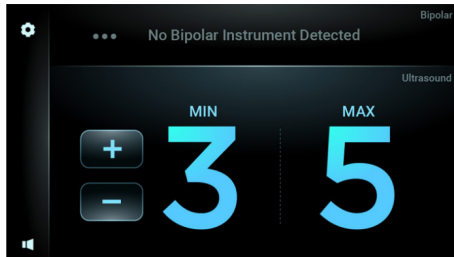 Bipolar
••• No Bipolar Instrument Detected
Ultrasound
MIN MAX
+ 3 5
−